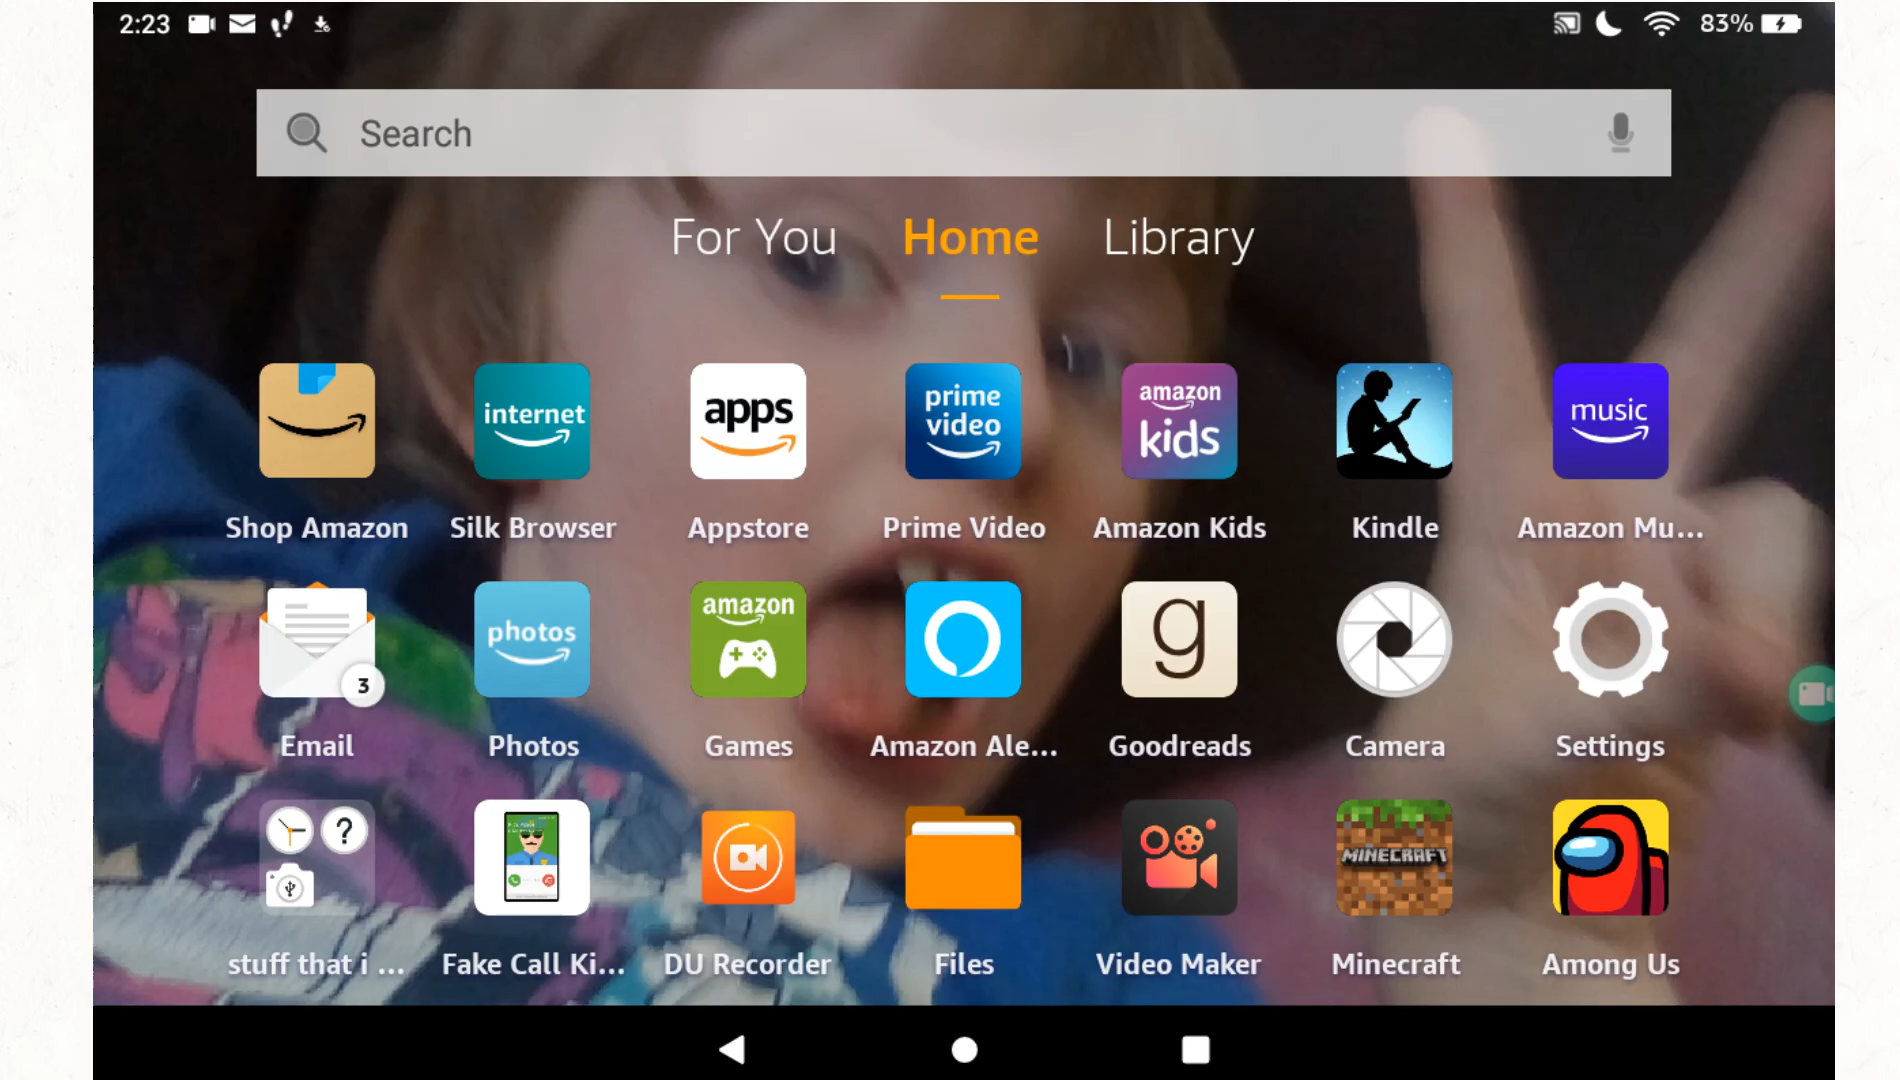 2:23 83%
Search
For You Home Library
internet apps prime video amazon kids music
Shop Amazon Silk Browser Appstore Prime Video Amazon Kids Kindle Amazon Mu...
3 photos amazon g
Email Photos Games Amazon Ale... Goodreads Camera Settings
? MINECRAFT
stuff that i ... Fake Call Ki... DU Recorder Files Video Maker Minecraft Among Us